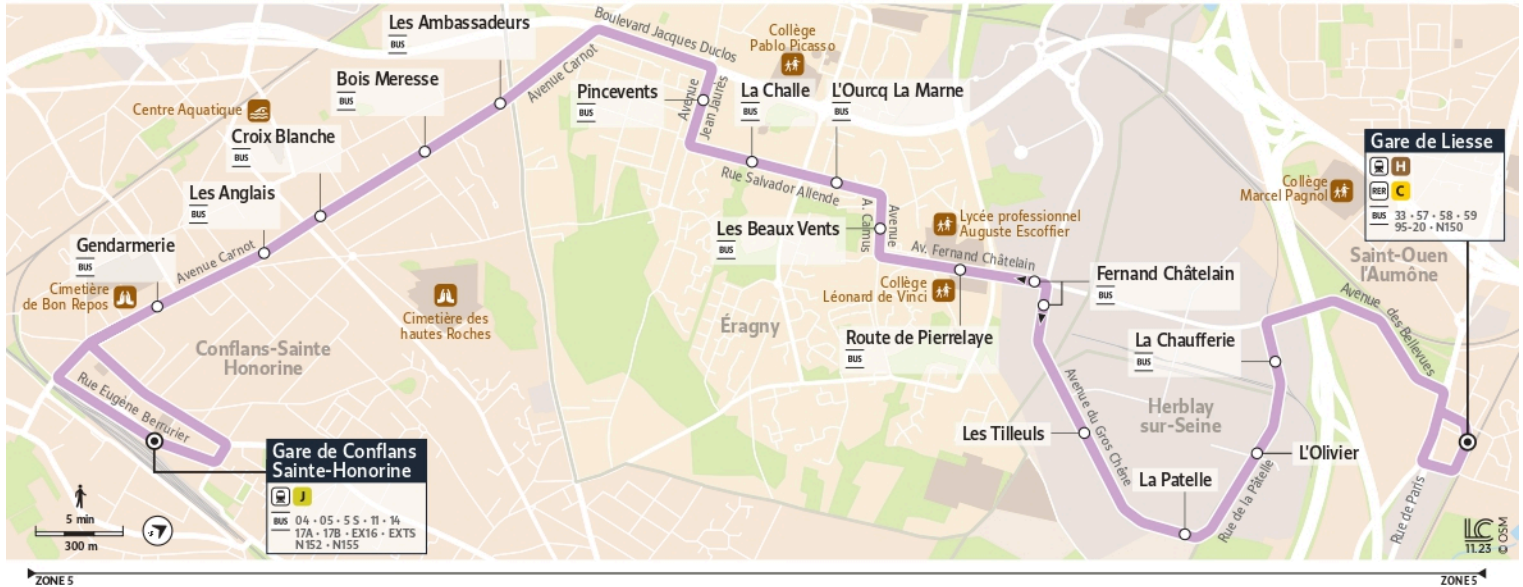 Les Ambassadeurs
BUS
Boulevard Jacques Duclos
Collège
Pablo Picasso
Bois Meresse
BUS
Avenue Carnot
Pincevents
BUS
Avenue
Jean Jaurès
La Challe
BUS
L'Ourcq La Marne
BUS
Centre Aquatique
Croix Blanche
BUS
Gare de Liesse
H
RER C
BUS 33 • 57 • 58 • 59
95-20 • N150
Collège
Marcel Pagnol
Rue Salvador Allende
Les Anglais
BUS
Avenue
A. Camus
Lycée professionnel
Auguste Escoffier
Les Beaux Vents
BUS
Av. Fernand Châtelain
Gendarmerie
BUS
Avenue Carnot
Saint-Ouen
l'Aumône
Fernand Châtelain
BUS
Cimetière
de Bon Repos
Collège
Léonard de Vinci
Avenue des Bellevues
Cimetière des
hautes Roches
Éragny
Route de Pierrelaye
BUS
La Chaufferie
BUS
Conflans-Sainte
Honorine
Rue Eugène Berrurier
Avenue du Gros Chêne
Herblay
sur-Seine
Les Tilleuls
L'Olivier
Gare de Conflans
Sainte-Honorine
J
BUS 04 • 05 • 5 S • 11 • 14
17A • 17B • EX16 • EXTS
N152 • N155
La Patelle
Rue de la Pâtelle
Rue de Paris
5 min
300 m
LC
11.23
© OSM
ZONE 5
ZONE 5